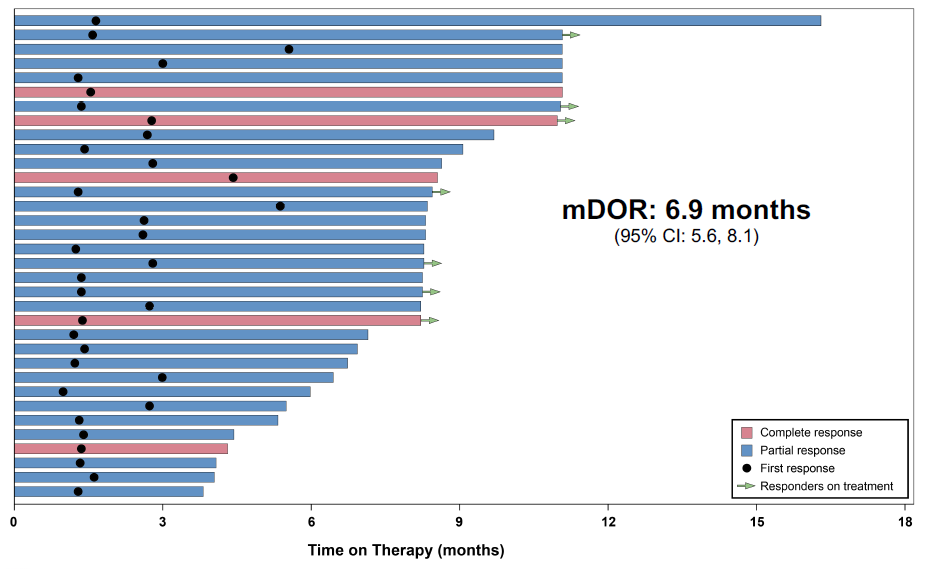 mDOR: 6.9 months
(95% CI: 5.6, 8.1)
Complete response
Partial response
First response
Responders on treatment
0 3 6 9 12 15 18
Time on Therapy (months)